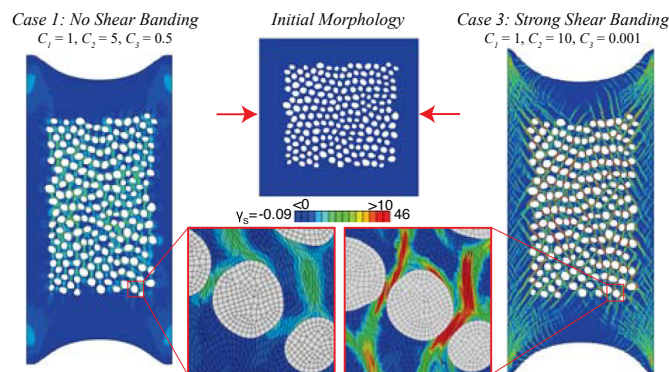 Case 1: No Shear Banding
C₁ = 1, C₂ = 5, C₃ = 0.5
Initial Morphology
Case 3: Strong Shear Banding
C₁ = 1, C₂ = 10, C₃ = 0.001
<0 >10
γₛ=-0.09 46